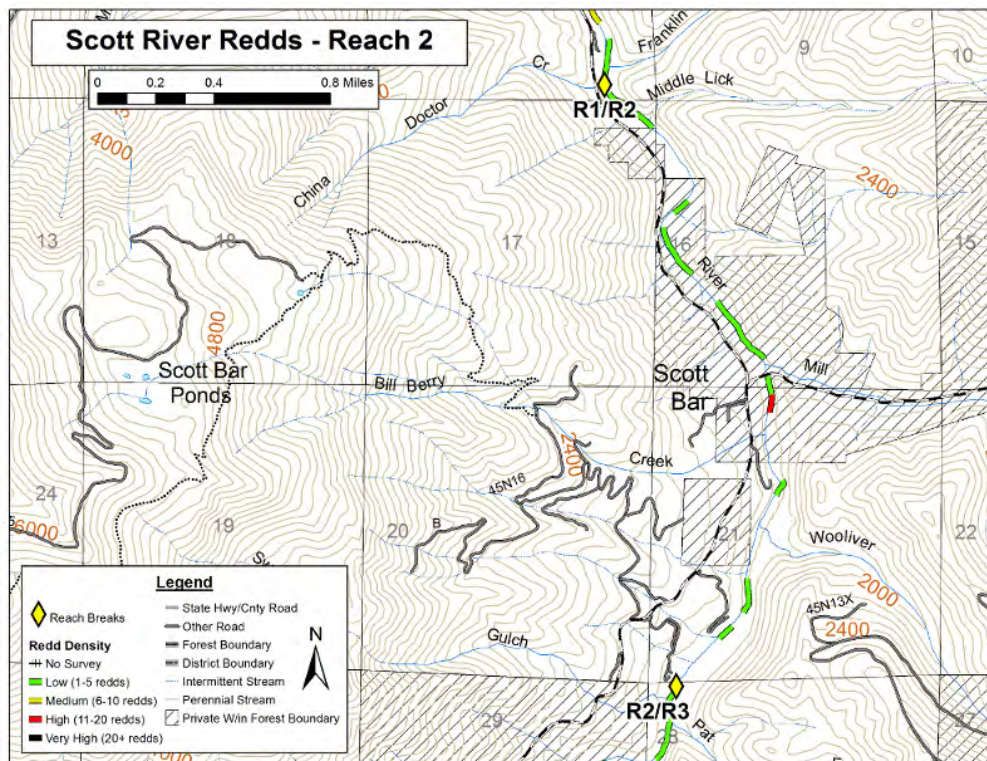 Scott River Redds - Reach 2
0 0.2 0.4 0.8 Miles
Franklin
9
10
Cr
Middle Lick
R1/R2
Doctor
4000
2400
China
13
18
17
16
15
River
4800
Scott Bar
Ponds
Bill Berry
Scott
Bar
Mill
2400
Creek
45N16
24
6000
19
20
B
21
22
Wooliver
2000
45N13X
2400
Gulch
R2/R3
Pat
29
28
27
Legend
Reach Breaks
Redd Density
No Survey
Low (1-5 redds)
Medium (6-10 redds)
High (11-20 redds)
Very High (20+ redds)
State Hwy/Cnty Road
Other Road
Forest Boundary
District Boundary
Intermittent Stream
Perennial Stream
Private W/in Forest Boundary
N